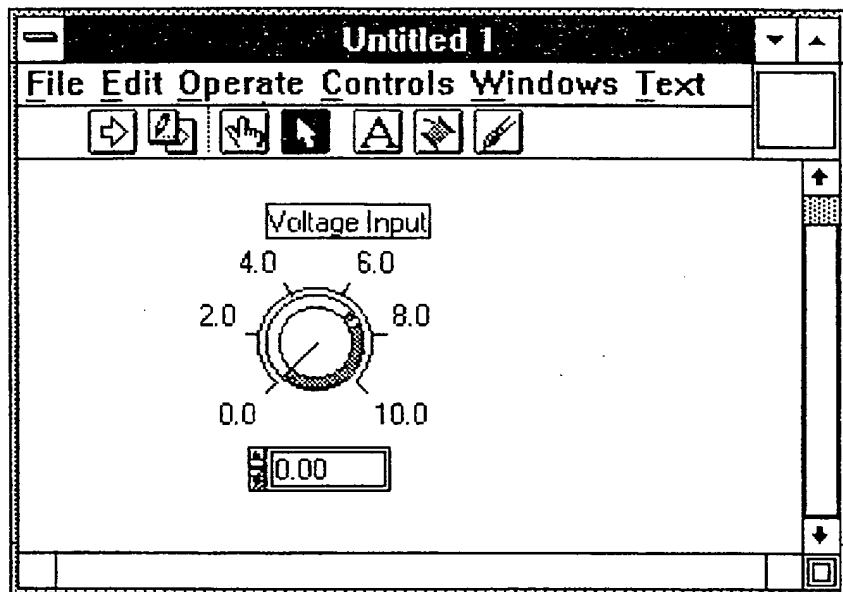 Untitled 1
File Edit Operate Controls Windows Text
A
Voltage Input
4.0 6.0
2.0 8.0
0.0 10.0
0.00